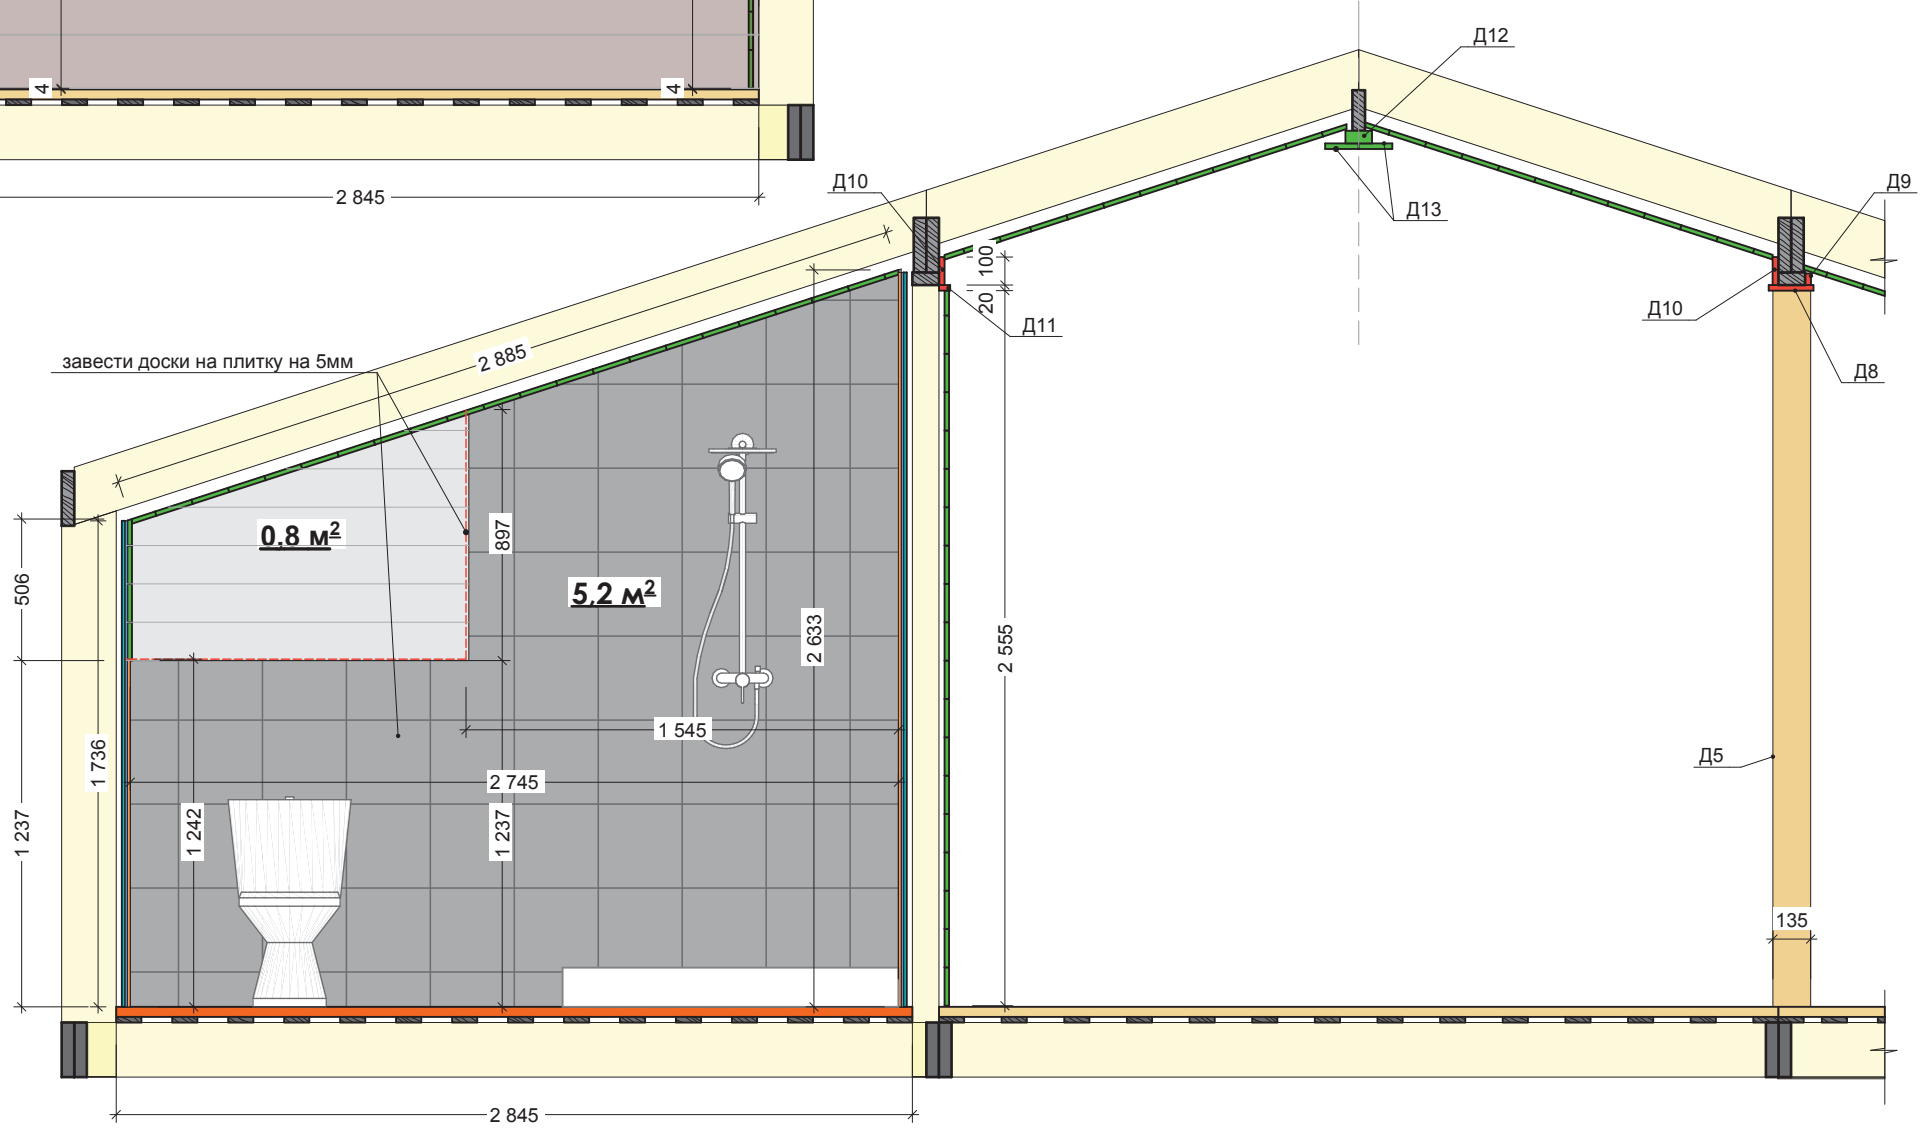 4
4
2 845
Д12
Д10
Д9
Д13
100
20
Д11
Д10
Д8
завести доски на плитку на 5мм
2 885
0,8 м²
897
5,2 м²
506
2 633
2 555
1 545
1 736
Д5
2 745
1 237
1 242
1 237
135
2 845